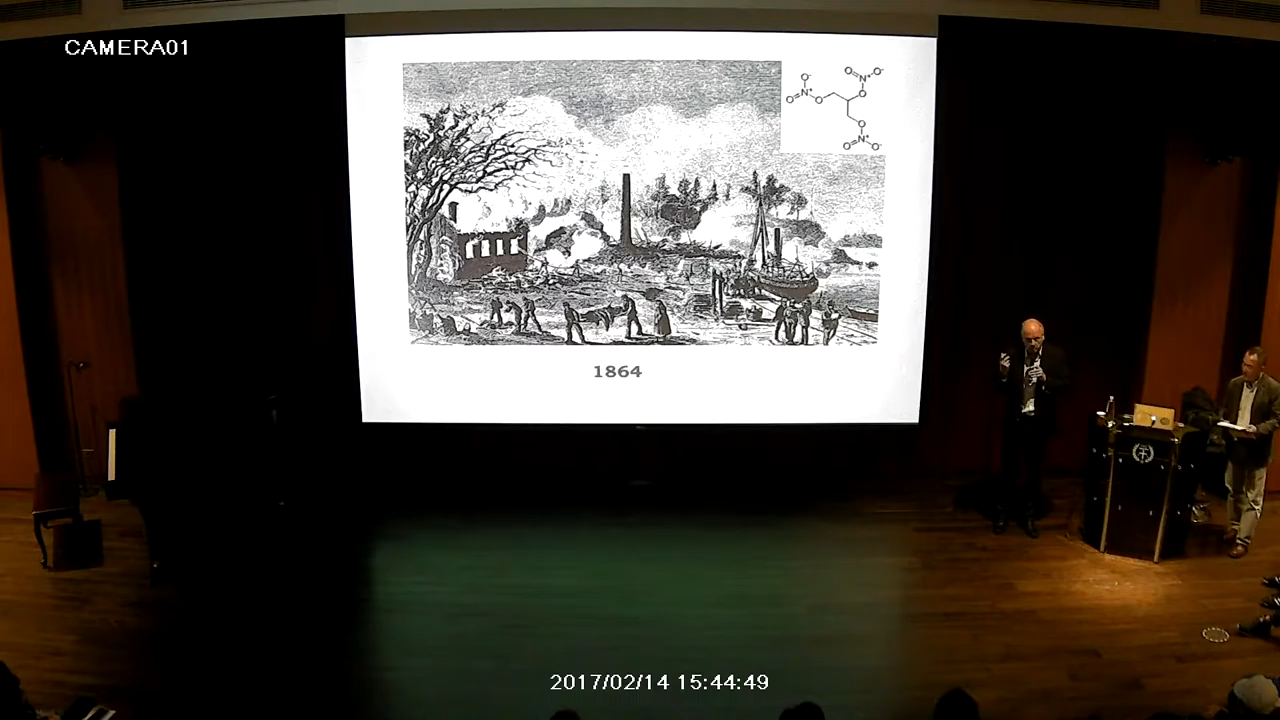 CAMERA01
O⁻
O
N⁺
O⁻
O
N⁺
O
O
O
N⁺
O
O⁻
1864
2017/02/14 15:44:49